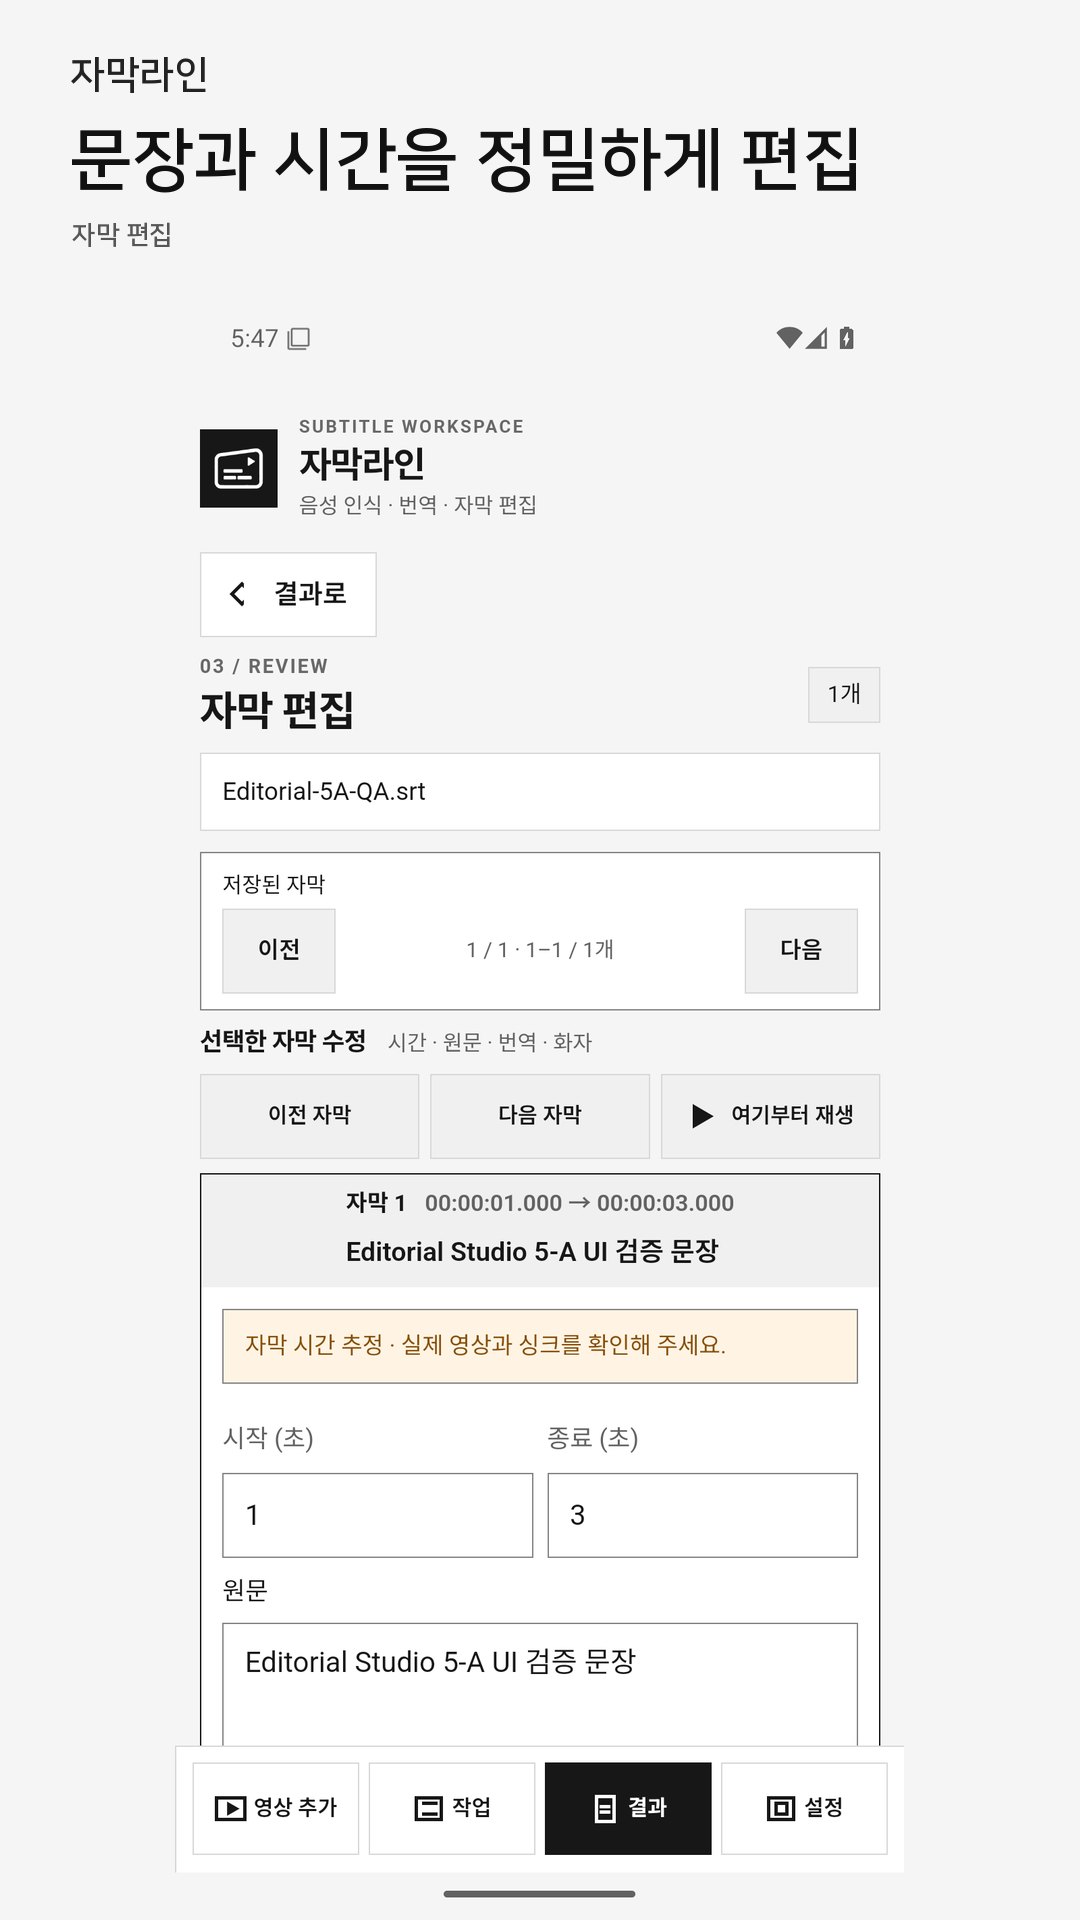 자막라인
문장과 시간을 정밀하게 편집
자막 편집
5:47
SUBTITLE WORKSPACE
자막라인
음성 인식 · 번역 · 자막 편집
결과로
03 / REVIEW
자막 편집
1개
Editorial-5A-QA.srt
저장된 자막
이전
1 / 1 · 1–1 / 1개
다음
선택한 자막 수정 시간 · 원문 · 번역 · 화자
이전 자막
다음 자막
여기부터 재생
자막 1 00:00:01.000 → 00:00:03.000
Editorial Studio 5-A UI 검증 문장
자막 시간 추정 · 실제 영상과 싱크를 확인해 주세요.
시작 (초)
종료 (초)
1
3
원문
Editorial Studio 5-A UI 검증 문장
영상 추가
작업
결과
설정